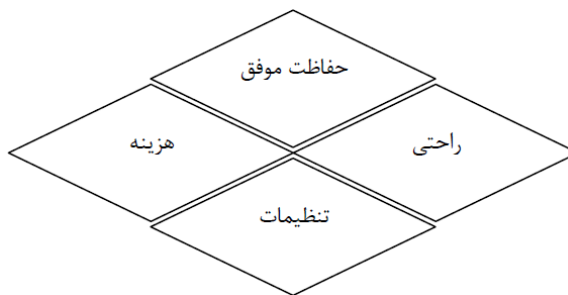 حفاظت موفق
راحتی
هزینه
تنظیمات